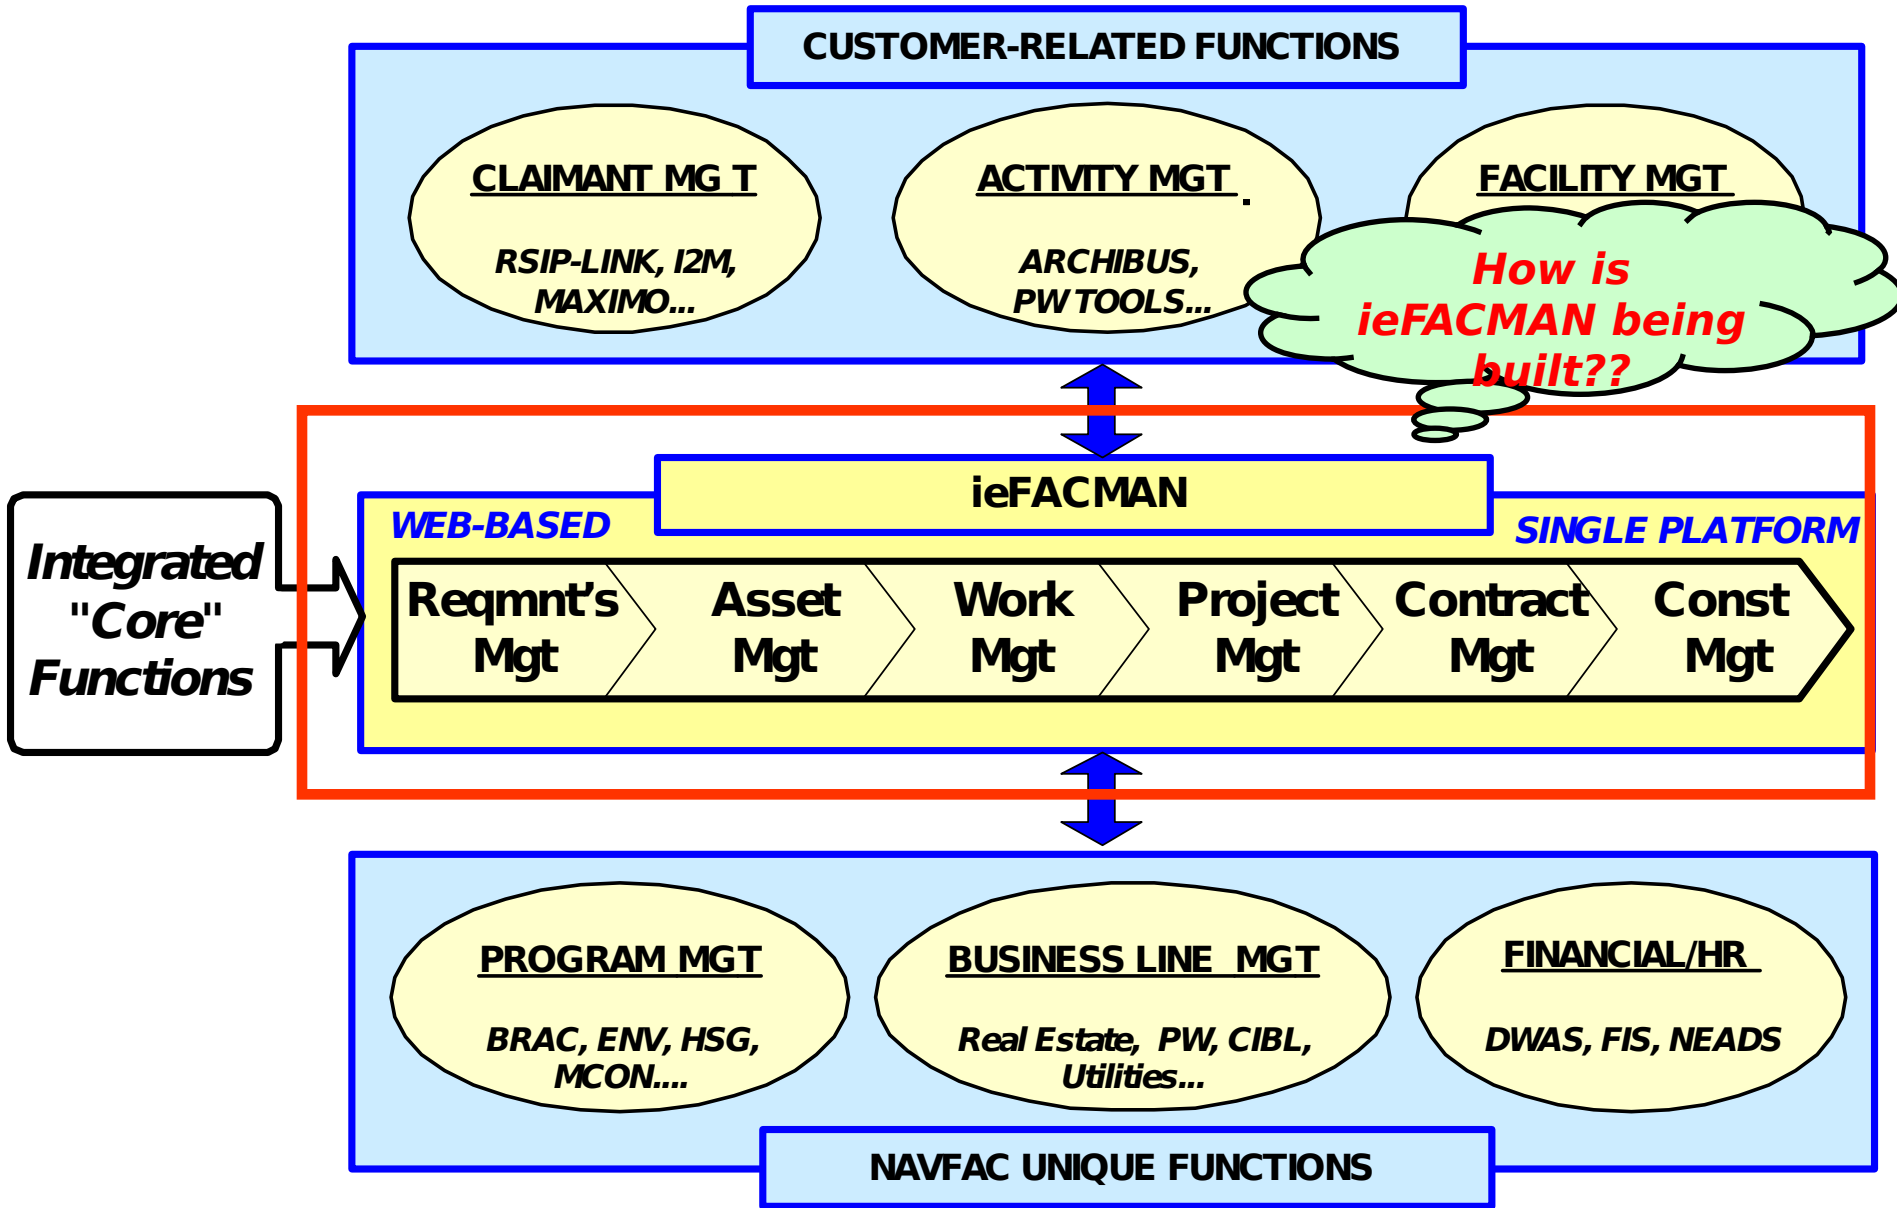 CUSTOMER-RELATED FUNCTIONS
CLAIMANT MG T
RSIP-LINK, I2M,
MAXIMO...
ACTIVITY MGT .
ARCHIBUS,
PW TOOLS...
FACILITY MGT
How is
ieFACMAN being
built??
ieFACMAN
WEB-BASED
SINGLE PLATFORM
Integrated
"Core"
Functions
Reqmnt’s
Mgt
Asset
Mgt
Work
Mgt
Project
Mgt
Contract
Mgt
Const
Mgt
PROGRAM MGT
BRAC, ENV, HSG,
MCON....
BUSINESS LINE MGT
Real Estate, PW, CIBL,
Utilities...
FINANCIAL/HR
DWAS, FIS, NEADS
NAVFAC UNIQUE FUNCTIONS